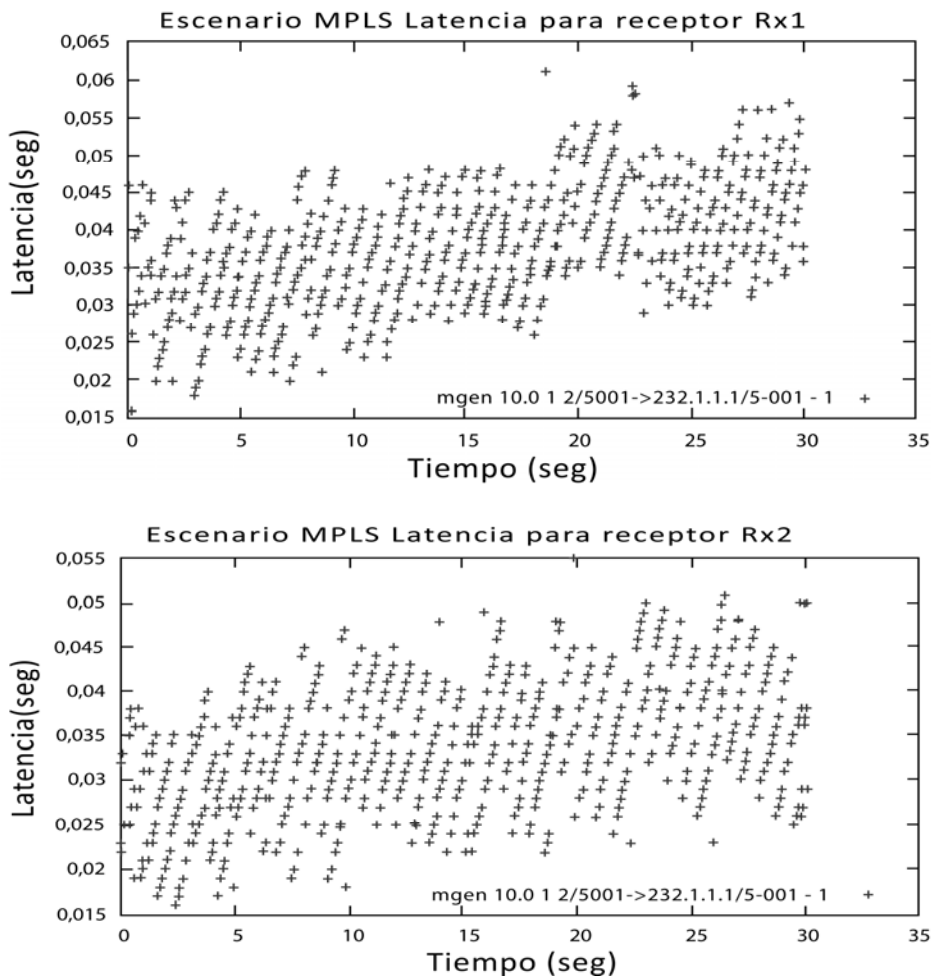 Escenario MPLS Latencia para receptor Rx1
Latencia(seg)
0,065
0,06
0,055
0,05
0,045
0,04
0,035
0,03
0,025
0,02
0,015
mgen 10.0 1 2/5001->232.1.1.1/5-001 - 1
0 5 10 15 20 25 30 35
Tiempo (seg)
Escenario MPLS Latencia para receptor Rx2
Latencia(seg)
0,055
0,05
0,045
0,04
0,035
0,03
0,025
0,02
0,015
mgen 10.0 1 2/5001->232.1.1.1/5-001 - 1
0 5 10 15 20 25 30 35
Tiempo (seg)